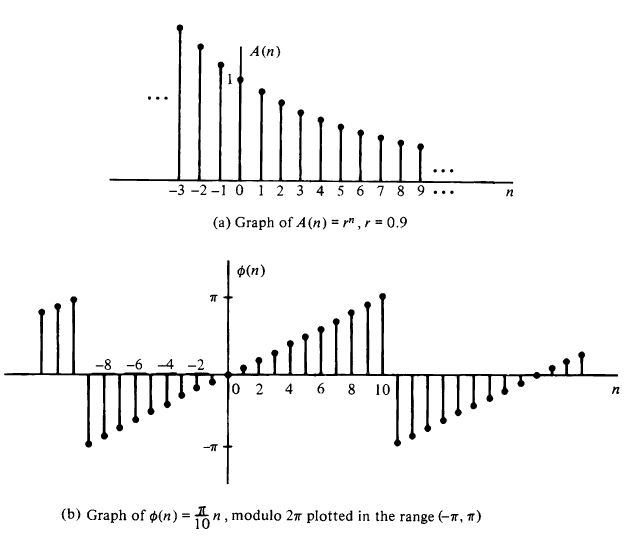 A(n)
1
... ...
-3 -2 -1 0 1 2 3 4 5 6 7 8 9 ... n
(a) Graph of A(n) = rⁿ, r = 0.9
ϕ(n)
π
-8 -6 -4 -2
0 2 4 6 8 10 n
-π
(b) Graph of ϕ(n) = π/10 n, modulo 2π plotted in the range (-π, π)